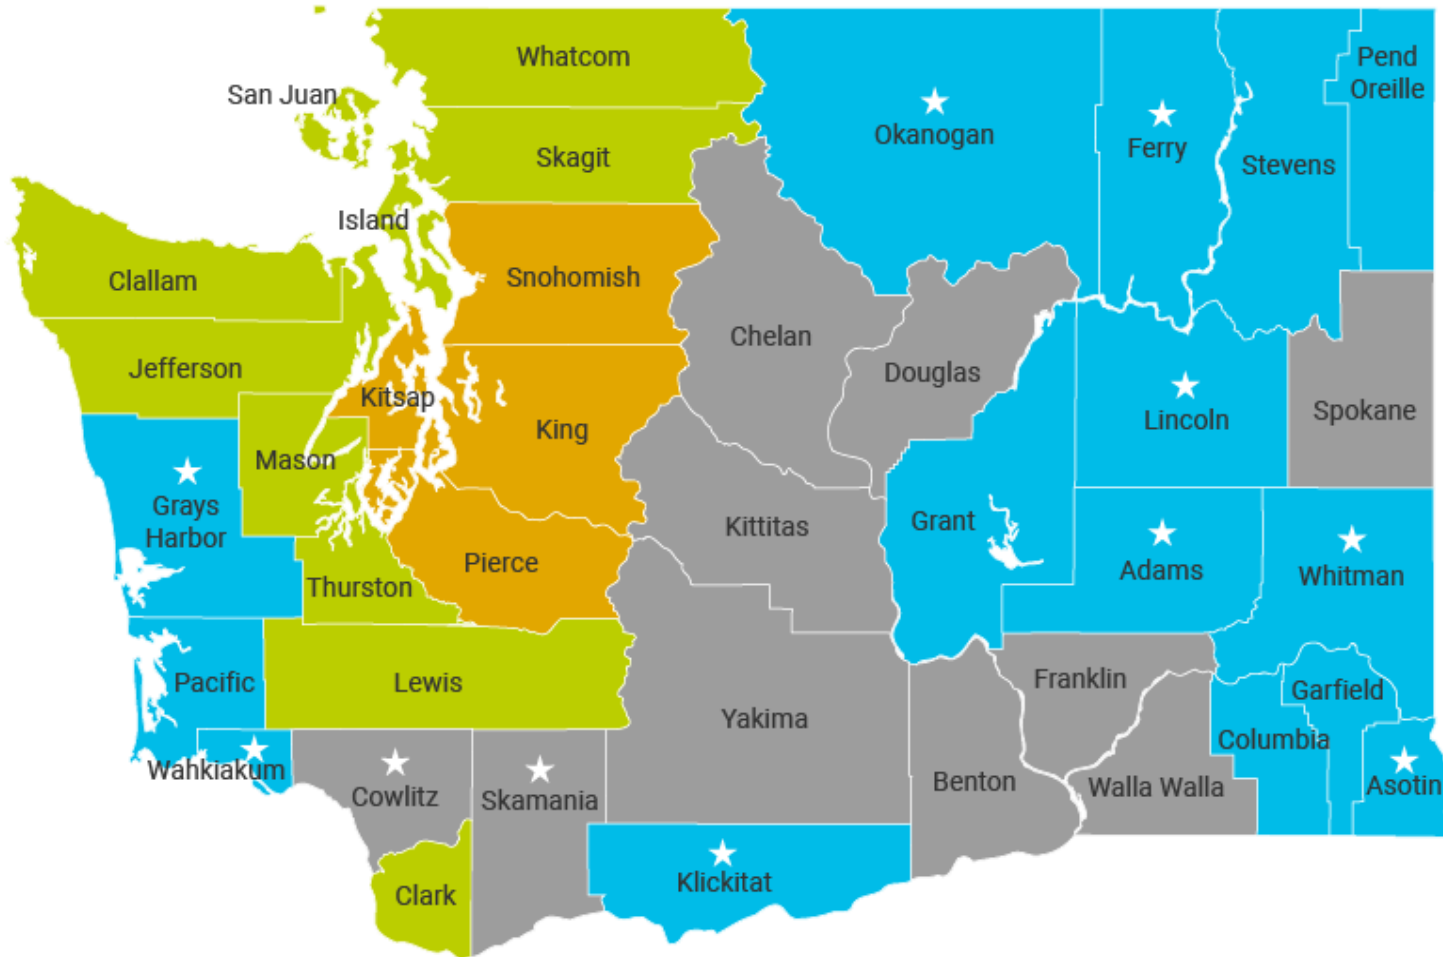 Whatcom
Pend
Oreille
San Juan
Okanogan
Ferry
Skagit
Stevens
Island
Clallam
Snohomish
Chelan
Jefferson
Douglas
Kitsap
Spokane
Lincoln
King
Mason
Grays
Harbor
Grant
Kittitas
Pierce
Adams
Whitman
Thurston
Franklin
Pacific
Lewis
Garfield
Yakima
Columbia
Wahkiakum
Benton
Walla Walla
Asotin
Cowlitz
Skamania
Klickitat
Clark